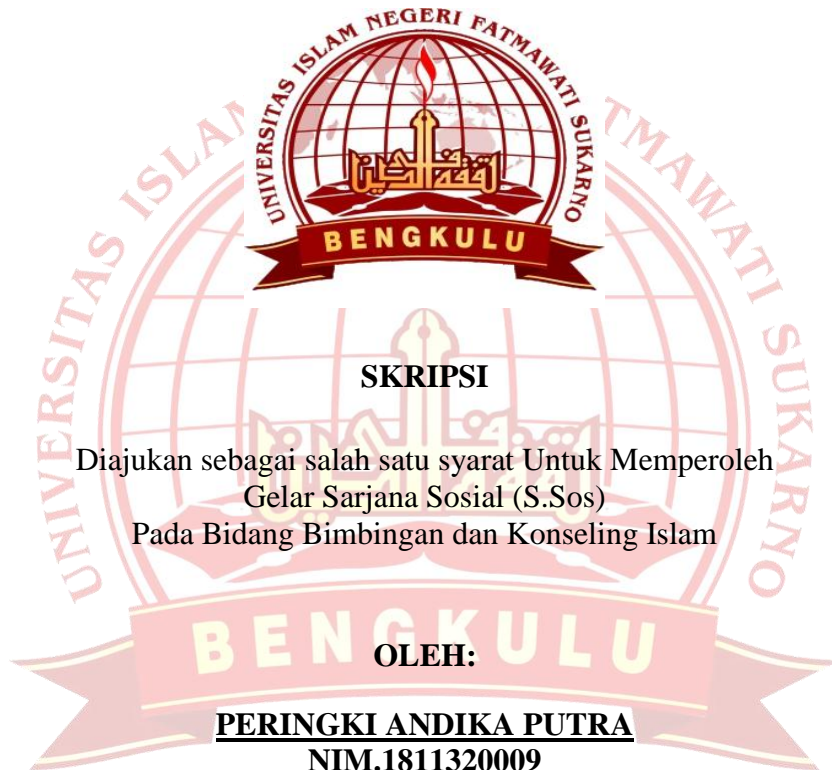 UNIVERSITAS ISLAM NEGERI FATMAWATI SUKARNO
BENGKULU
SKRIPSI
Diajukan sebagai salah satu syarat Untuk Memperoleh
Gelar Sarjana Sosial (S.Sos)
Pada Bidang Bimbingan dan Konseling Islam
OLEH:
PERINGKI ANDIKA PUTRA
NIM.1811320009